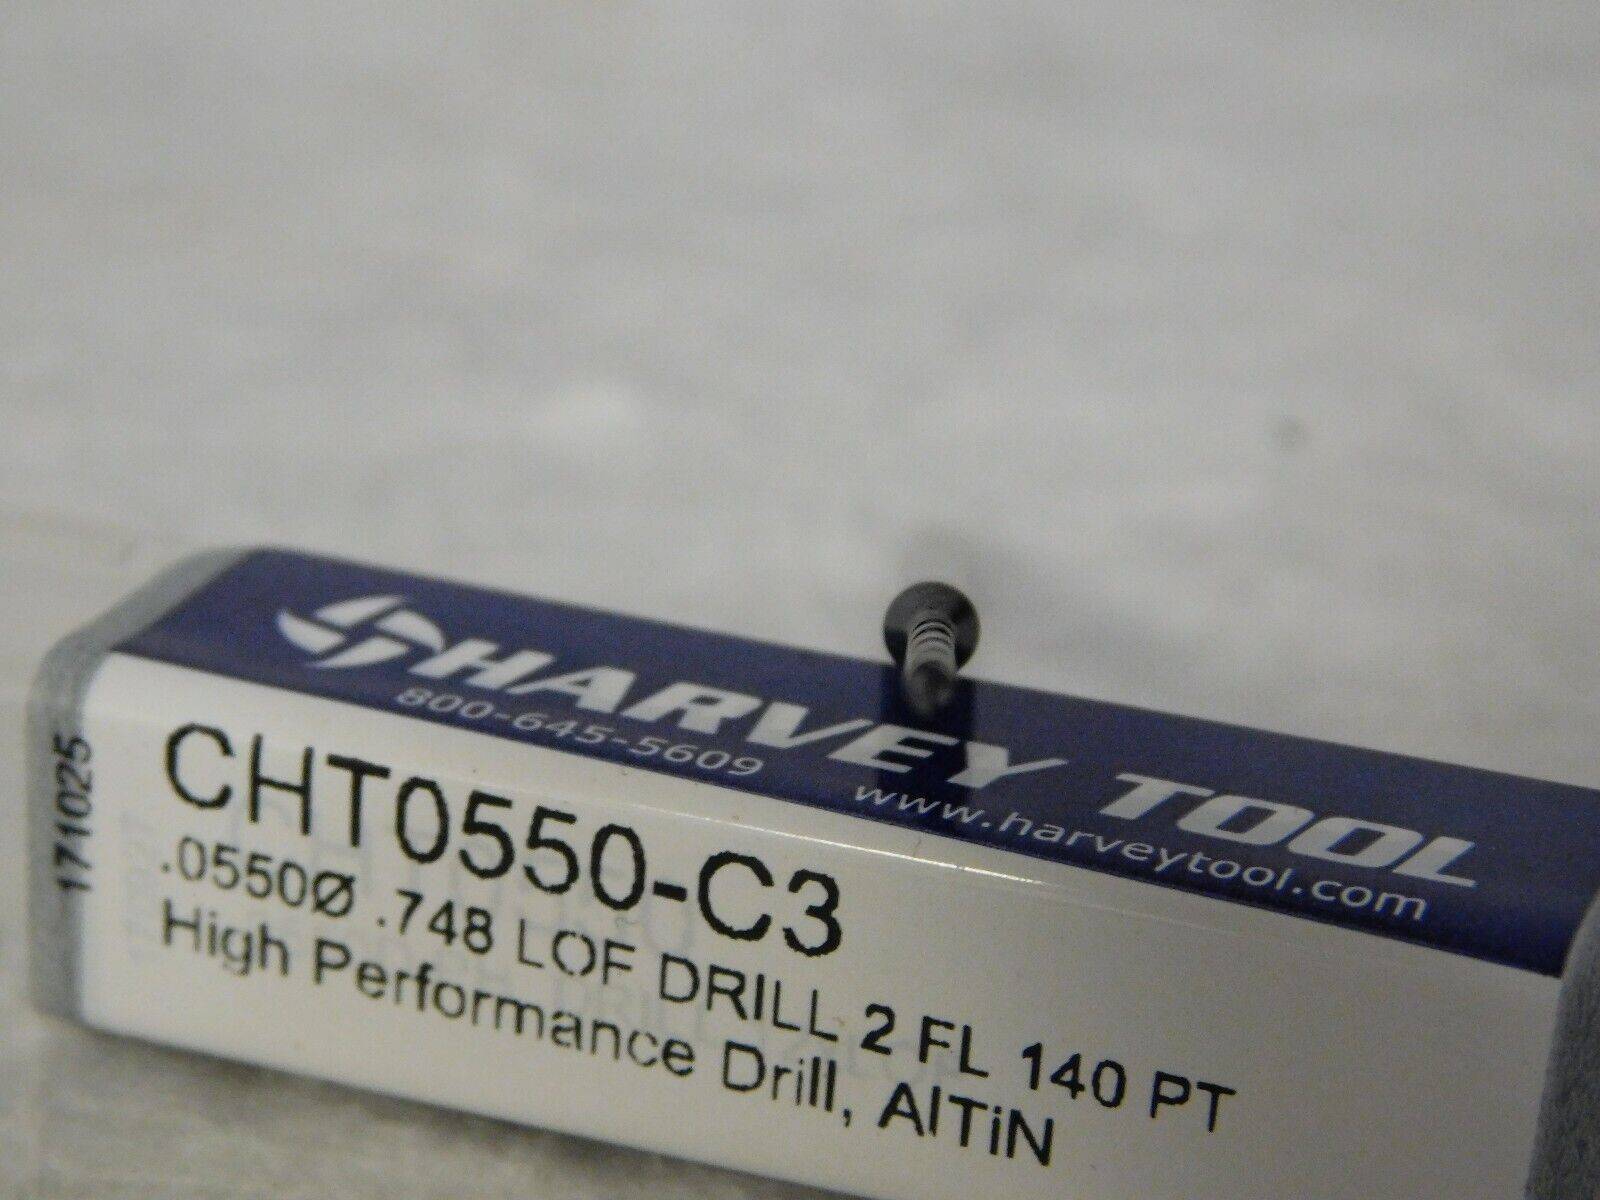 HARVEY TOOL
800-645-5609
www.harveytool.com
CHT0550-C3
.0550Ø .748 LOF DRILL 2 FL 140 PT
High Performance Drill, AlTiN
171025